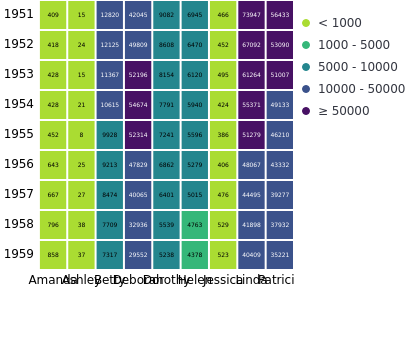 1951 409 15 12820 42045 9082 6945 466 73947 56433
1952 418 24 12125 49809 8608 6470 452 67092 53090
1953 428 15 11367 52196 8154 6120 495 61264 51007
1954 428 21 10615 54674 7791 5940 424 55371 49133
1955 452 8 9928 52314 7241 5596 386 51279 46210
1956 643 25 9213 47829 6862 5279 406 48067 43332
1957 667 27 8474 40065 6401 5015 476 44495 39277
1958 796 38 7709 32936 5539 4763 529 41898 37932
1959 858 37 7317 29552 5238 4378 523 40409 35221
Amanda Ashley Betty Deborah Dorothy Helen Jessica Linda Patrici
< 1000
1000 - 5000
5000 - 10000
10000 - 50000
≥ 50000